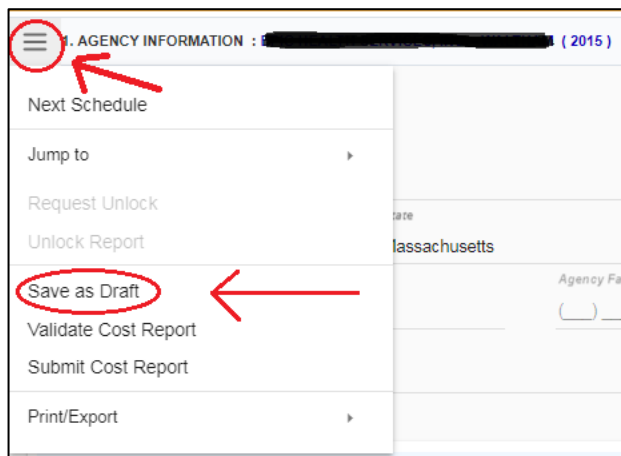 1. AGENCY INFORMATION : ( 2015 )
Next Schedule
Jump to
Request Unlock
Unlock Report
Massachusetts
Save as Draft
Agency Fa
(___) __
Validate Cost Report
Submit Cost Report
Print/Export